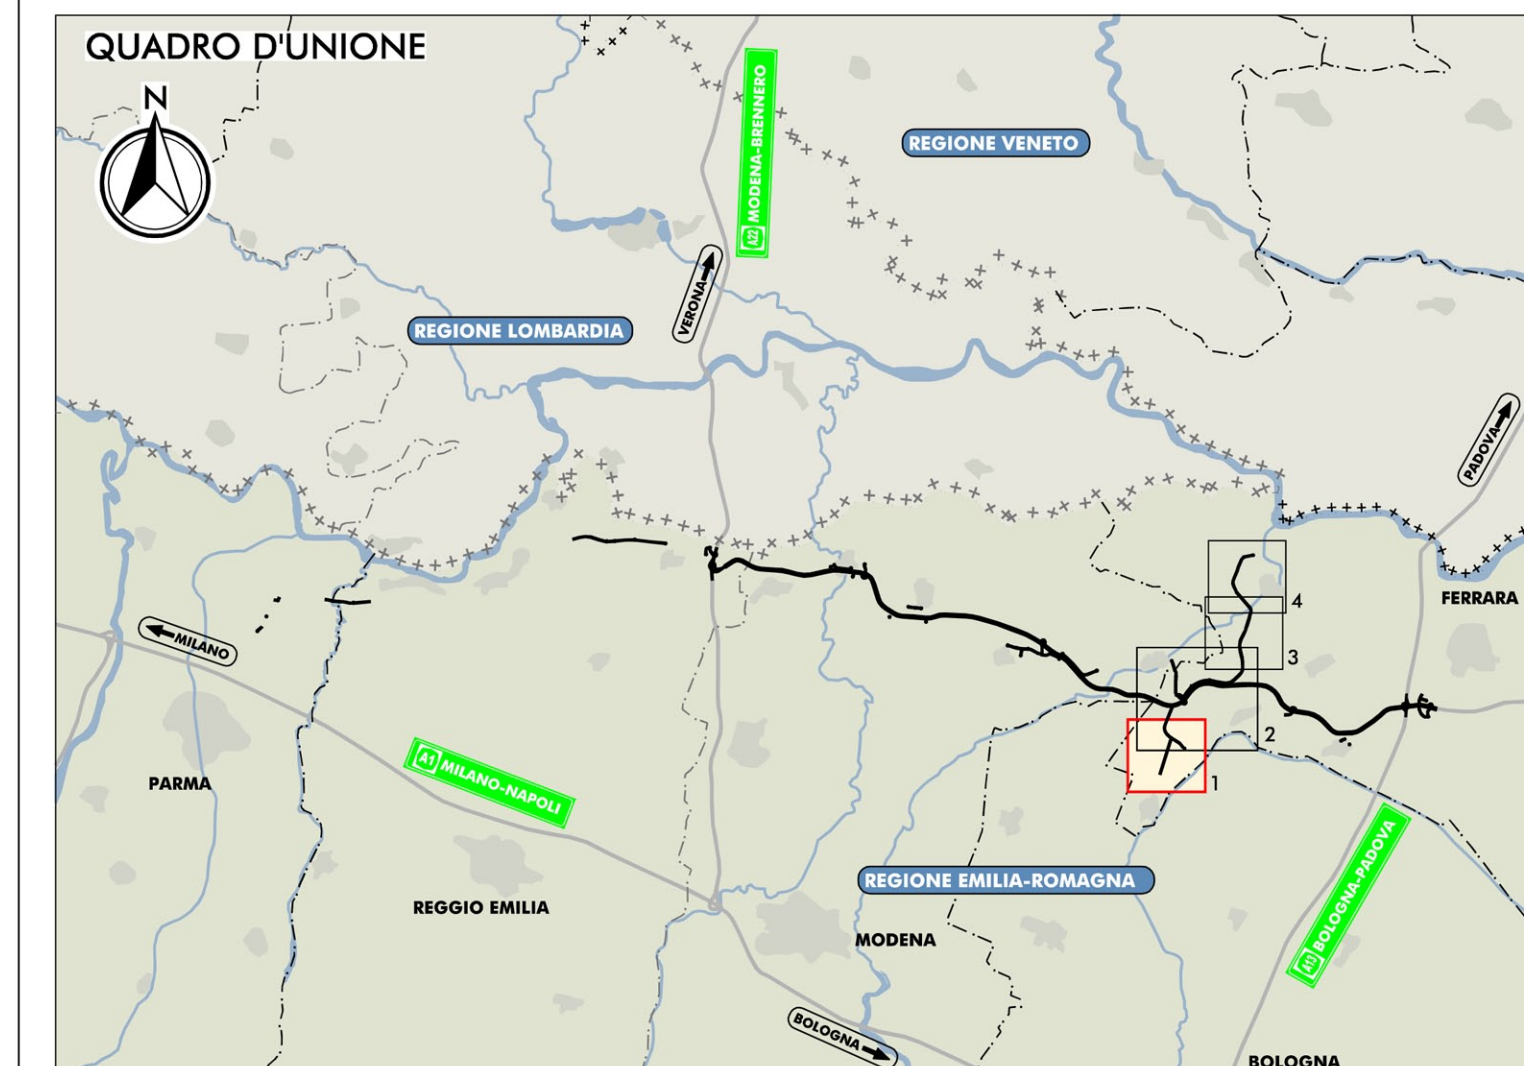 QUADRO D'UNIONE
N
A22 MODENA-BRENNERO
REGIONE VENETO
VERONA
REGIONE LOMBARDIA
PADOVA
4
FERRARA
MILANO
3
2
PARMA
A1 MILANO-NAPOLI
1
REGIONE EMILIA-ROMAGNA
A13 BOLOGNA-PADOVA
REGGIO EMILIA
MODENA
BOLOGNA
BOLOGNA